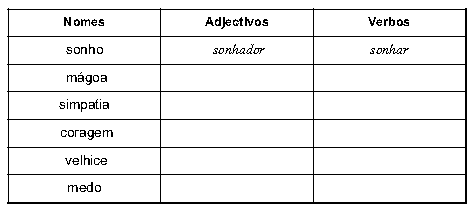 Nomes Adjectivos Verbos
sonho sonhador sonhar
mágoa
simpatia
coragem
velhice
medo